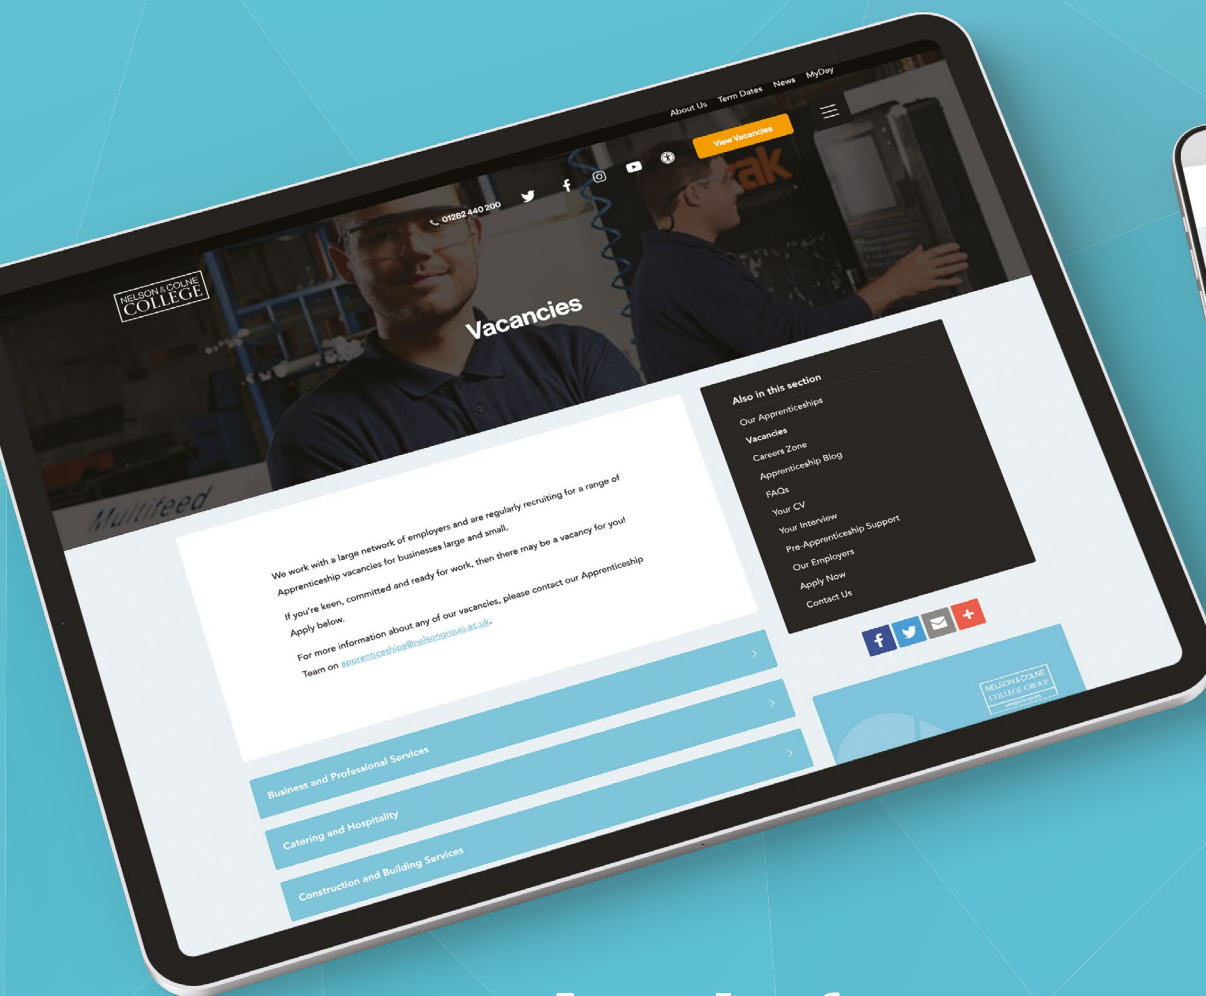 About Us Term Dates News MyDay
01282 440 200
View Vacancies
NELSON & COLNE
COLLEGE
rak
Vacancies
Multifeed
We work with a large network of employers and are regularly recruiting for a range of
Apprenticeship vacancies for businesses large and small.
If you're keen, committed and ready for work, then there may be a vacancy for you!
Apply below.
For more information about any of our vacancies, please contact our Apprenticeship
Team on apprenticeships@nelsongroup.ac.uk.
Business and Professional Services
Catering and Hospitality
Construction and Building Services
Also in this section
Our Apprenticeships
Vacancies
Careers Zone
Apprenticeship Blog
FAQs
Your CV
Your Interview
Pre-Apprenticeship Support
Our Employers
Apply Now
Contact Us
NELSON & COLNE
COLLEGE GROUP